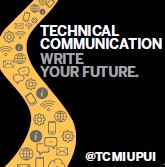 TECHNICAL
COMMUNICATION
WRITE
YOUR FUTURE.
@TCMIUPUI